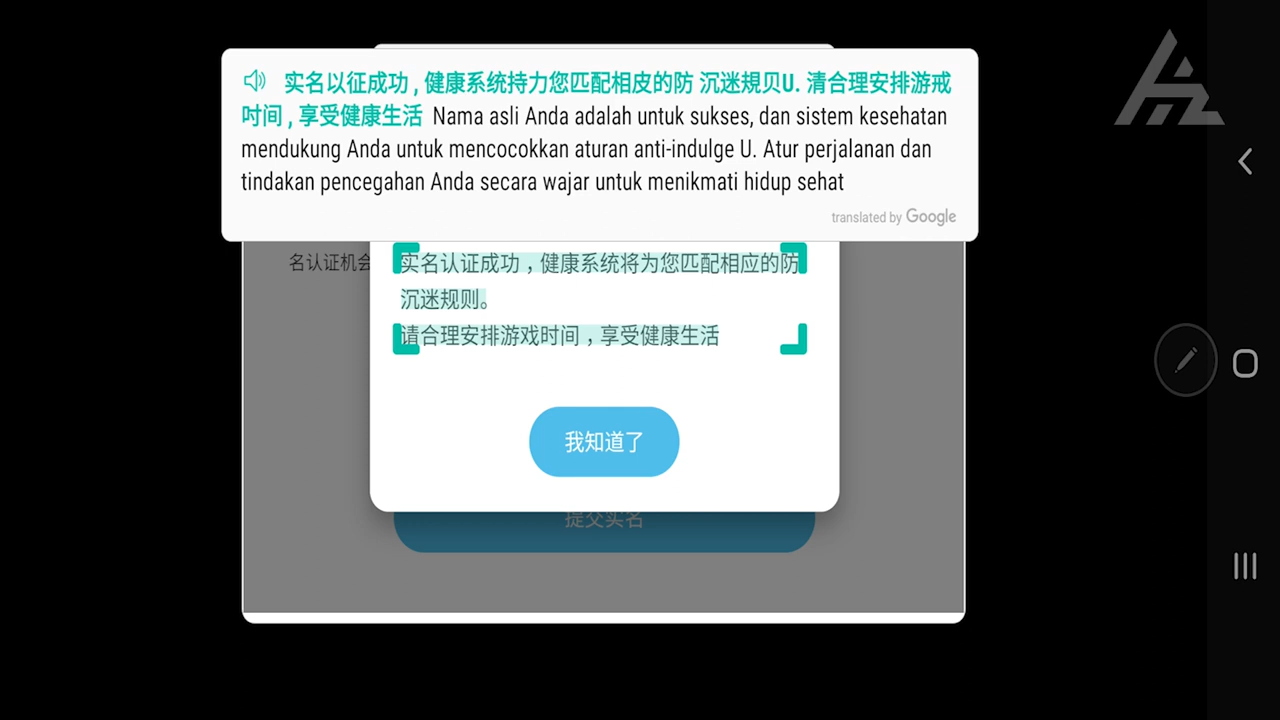 实名以征成功 , 健康系统持力您匹配相皮的防 沉迷規贝U. 清合理安排游戒
吋间 , 享受健康生活 Nama asli Anda adalah untuk sukses, dan sistem kesehatan
mendukung Anda untuk mencocokkan aturan anti-indulge U. Atur perjalanan dan
tindakan pencegahan Anda secara wajar untuk menikmati hidup sehat
translated by Google
名认证机会
实名认证成功，健康系统将为您匹配相应的防
沉迷规则。
请合理安排游戏时间，享受健康生活
我知道了
提交实名